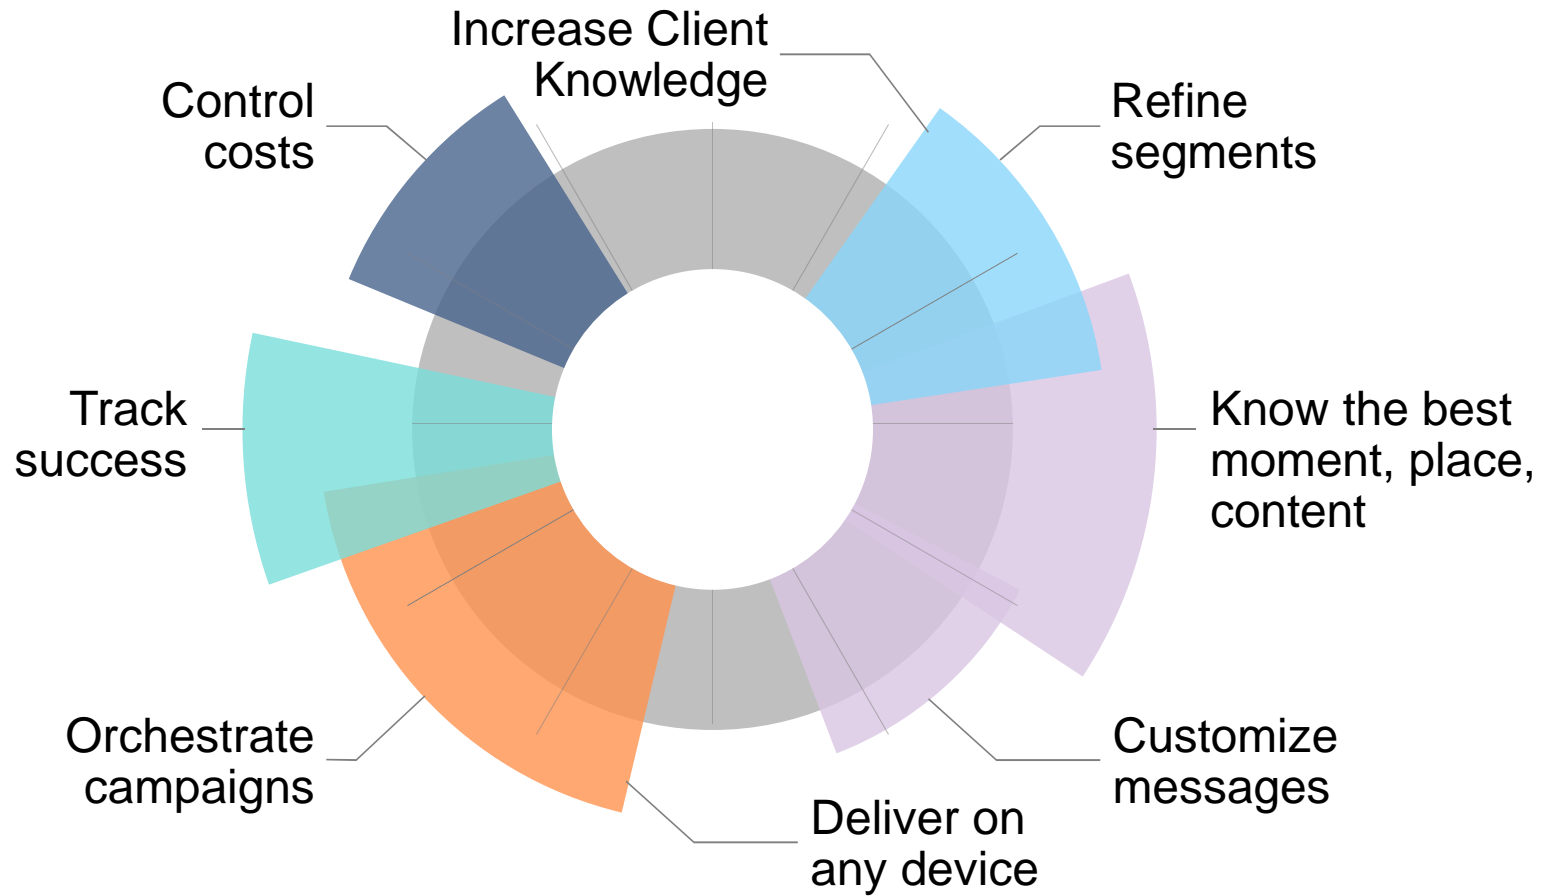 Increase Client
Knowledge
Refine
segments
Know the best
moment, place,
content
Customize
messages
Deliver on
any device
Orchestrate
campaigns
Track
success
Control
costs